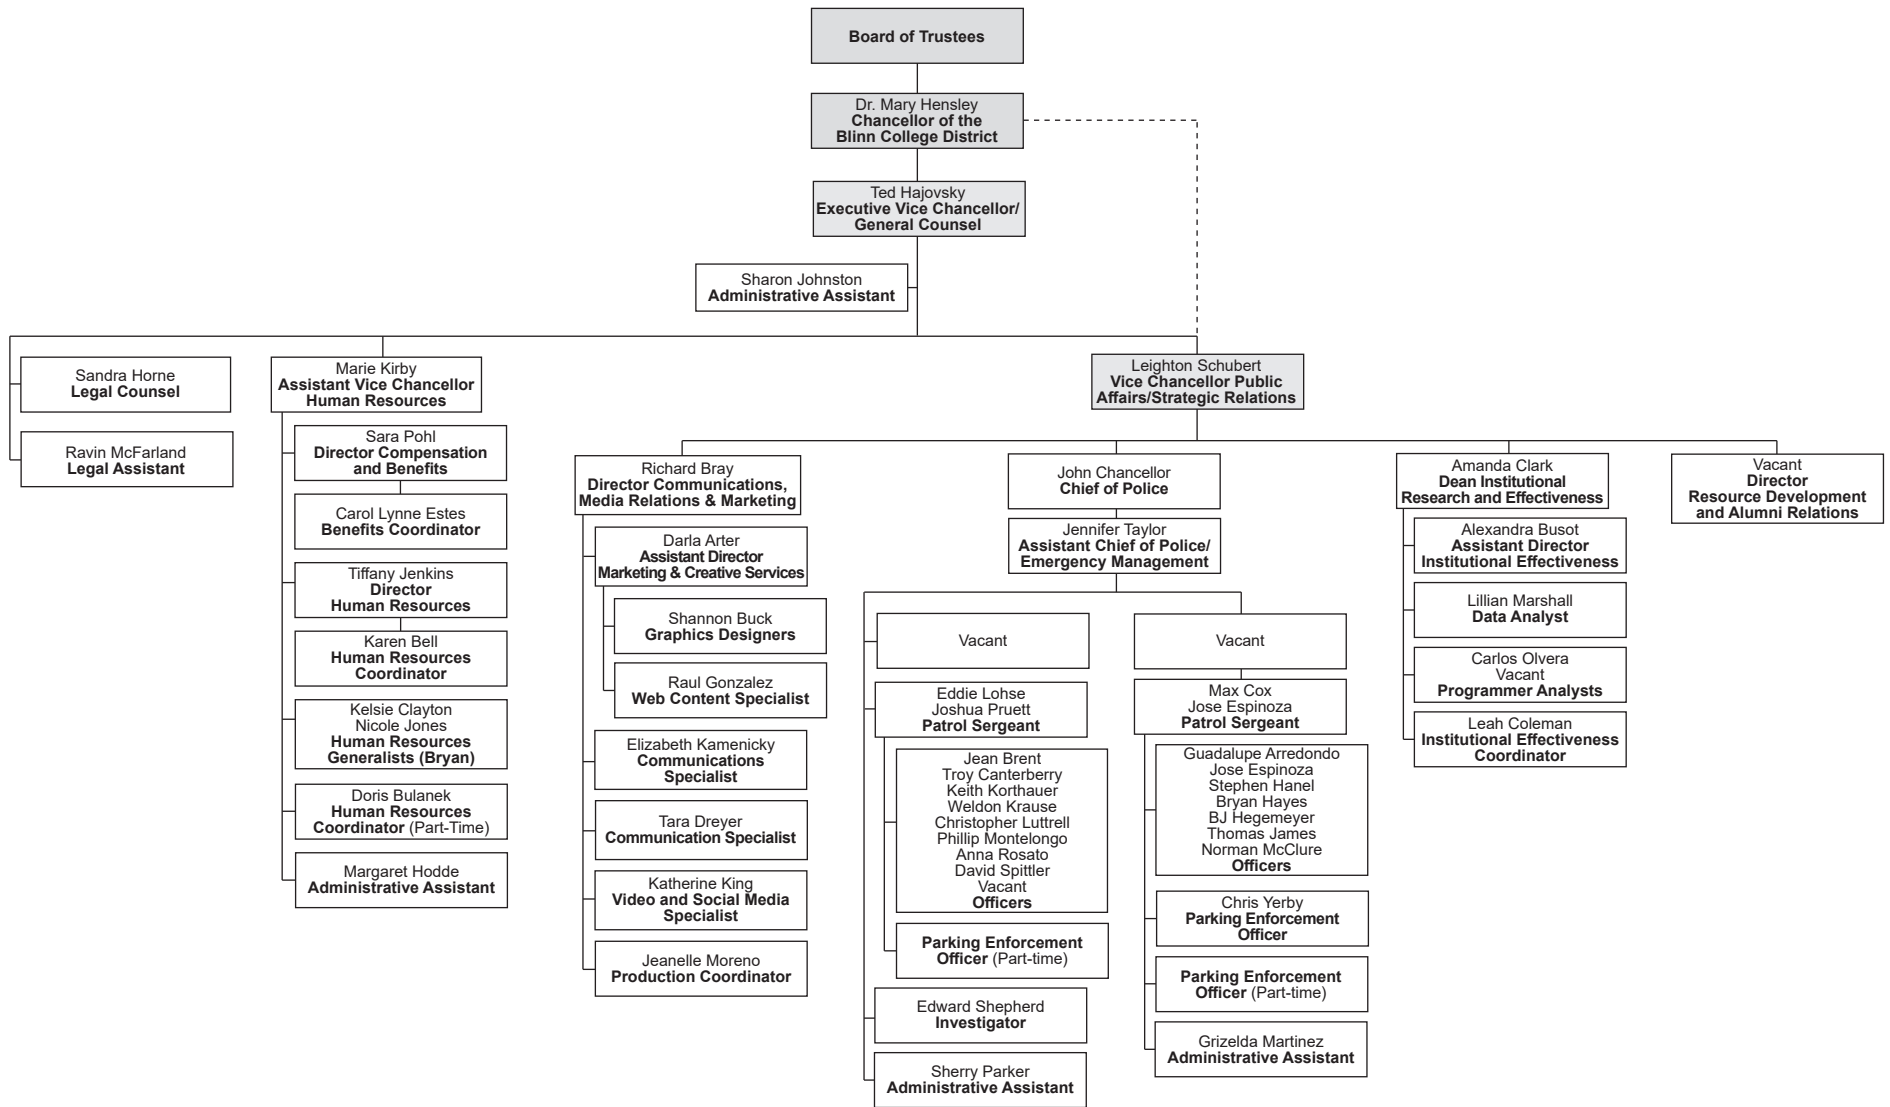 Board of Trustees
Dr. Mary Hensley
Chancellor of the
Blinn College District
Ted Hajovsky
Executive Vice Chancellor/
General Counsel
Sharon Johnston
Administrative Assistant
Sandra Horne
Legal Counsel
Ravin McFarland
Legal Assistant
Marie Kirby
Assistant Vice Chancellor
Human Resources
Sara Pohl
Director Compensation
and Benefits
Carol Lynne Estes
Benefits Coordinator
Tiffany Jenkins
Director
Human Resources
Karen Bell
Human Resources
Coordinator
Kelsie Clayton
Nicole Jones
Human Resources
Generalists (Bryan)
Doris Bulanek
Human Resources
Coordinator (Part-Time)
Margaret Hodde
Administrative Assistant
Leighton Schubert
Vice Chancellor Public
Affairs/Strategic Relations
Richard Bray
Director Communications,
Media Relations & Marketing
Darla Arter
Assistant Director
Marketing & Creative Services
Shannon Buck
Graphics Designers
Raul Gonzalez
Web Content Specialist
Elizabeth Kamenicky
Communications
Specialist
Tara Dreyer
Communication Specialist
Katherine King
Video and Social Media
Specialist
Jeanelle Moreno
Production Coordinator
John Chancellor
Chief of Police
Jennifer Taylor
Assistant Chief of Police/
Emergency Management
Vacant
Eddie Lohse
Joshua Pruett
Patrol Sergeant
Jean Brent
Troy Canterberry
Keith Korthauer
Weldon Krause
Christopher Luttrell
Phillip Montelongo
Anna Rosato
David Spittler
Vacant
Officers
Parking Enforcement
Officer (Part-time)
Edward Shepherd
Investigator
Sherry Parker
Administrative Assistant
Vacant
Max Cox
Jose Espinoza
Patrol Sergeant
Guadalupe Arredondo
Jose Espinoza
Stephen Hanel
Bryan Hayes
BJ Hegemeyer
Thomas James
Norman McClure
Officers
Chris Yerby
Parking Enforcement
Officer
Parking Enforcement
Officer (Part-time)
Grizelda Martinez
Administrative Assistant
Amanda Clark
Dean Institutional
Research and Effectiveness
Alexandra Busot
Assistant Director
Institutional Effectiveness
Lillian Marshall
Data Analyst
Carlos Olvera
Vacant
Programmer Analysts
Leah Coleman
Institutional Effectiveness
Coordinator
Vacant
Director
Resource Development
and Alumni Relations